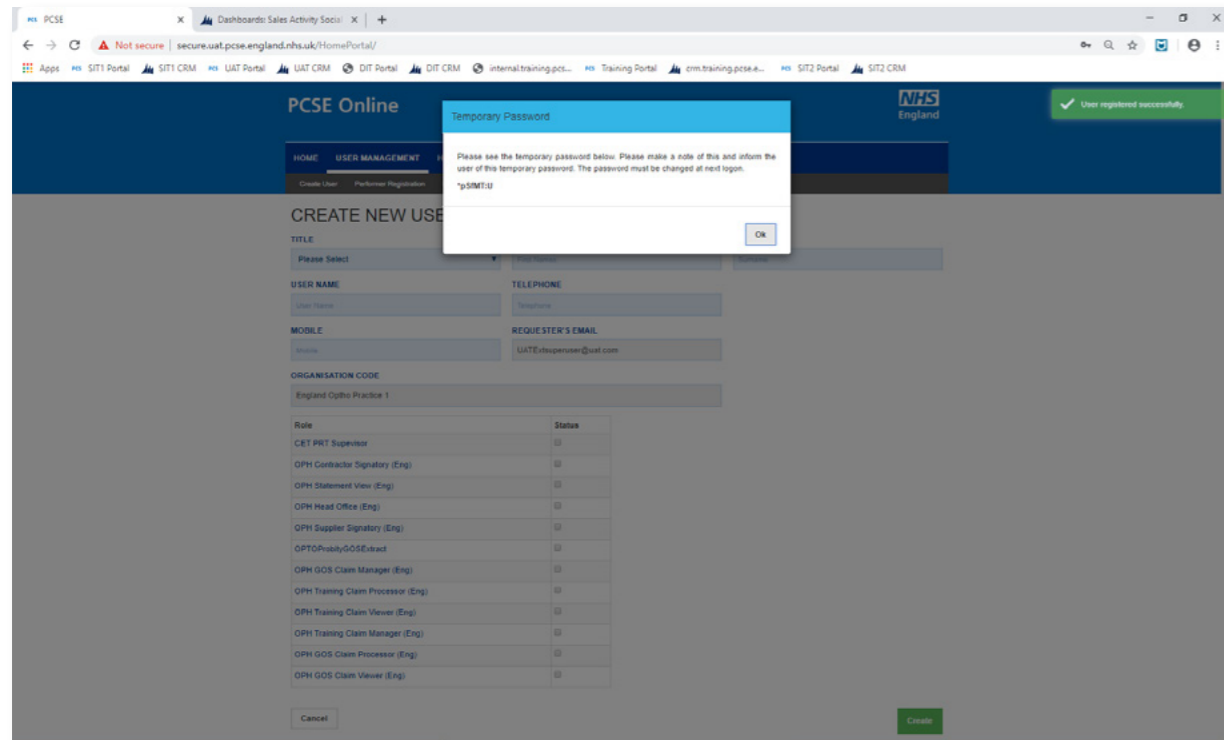 PCSE
Dashboards: Sales Activity Social
Not secure | secure.uat.pcse.england.nhs.uk/HomePortal/
Apps
SIT1 Portal
SIT1 CRM
UAT Portal
UAT CRM
DIT Portal
DIT CRM
internal.training.pcs...
Training Portal
crm.training.pcse.e...
SIT2 Portal
SIT2 CRM
PCSE Online
NHS
England
User registered successfully.
HOME
USER MANAGEMENT
Create User
Performer Registration
Temporary Password
Please see the temporary password below. Please make a note of this and inform the
user of this temporary password. The password must be changed at next logon.
Ok
CREATE NEW USE
TITLE
Please Select
First Names
Surname
USER NAME
TELEPHONE
User Name
Telephone
MOBILE
REQUESTER'S EMAIL
Mobile
UATExtsuperuser@uat.com
ORGANISATION CODE
England Optho Practice 1
Role
Status
CET PRT Supevisor
OPH Contractor Signatory (Eng)
OPH Statement View (Eng)
OPH Head Office (Eng)
OPH Supplier Signatory (Eng)
OPTOProbityGOSExtract
OPH GOS Claim Manager (Eng)
OPH Training Claim Processor (Eng)
OPH Training Claim Viewer (Eng)
OPH Training Claim Manager (Eng)
OPH GOS Claim Processor (Eng)
OPH GOS Claim Viewer (Eng)
Cancel
Create